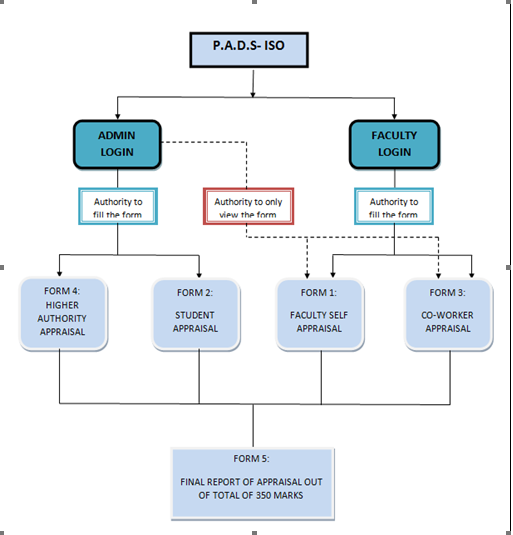 P.A.D.S- ISO
ADMIN
LOGIN
FACULTY
LOGIN
Authority to
fill the form
Authority to only
view the form
Authority to
fill the form
FORM 4:
HIGHER
AUTHORITY
APPRAISAL
FORM 2:
STUDENT
APPRAISAL
FORM 1:
FACULTY SELF
APPRAISAL
FORM 3:
CO-WORKER
APPRAISAL
FORM 5:
FINAL REPORT OF APPRAISAL OUT
OF TOTAL OF 350 MARKS